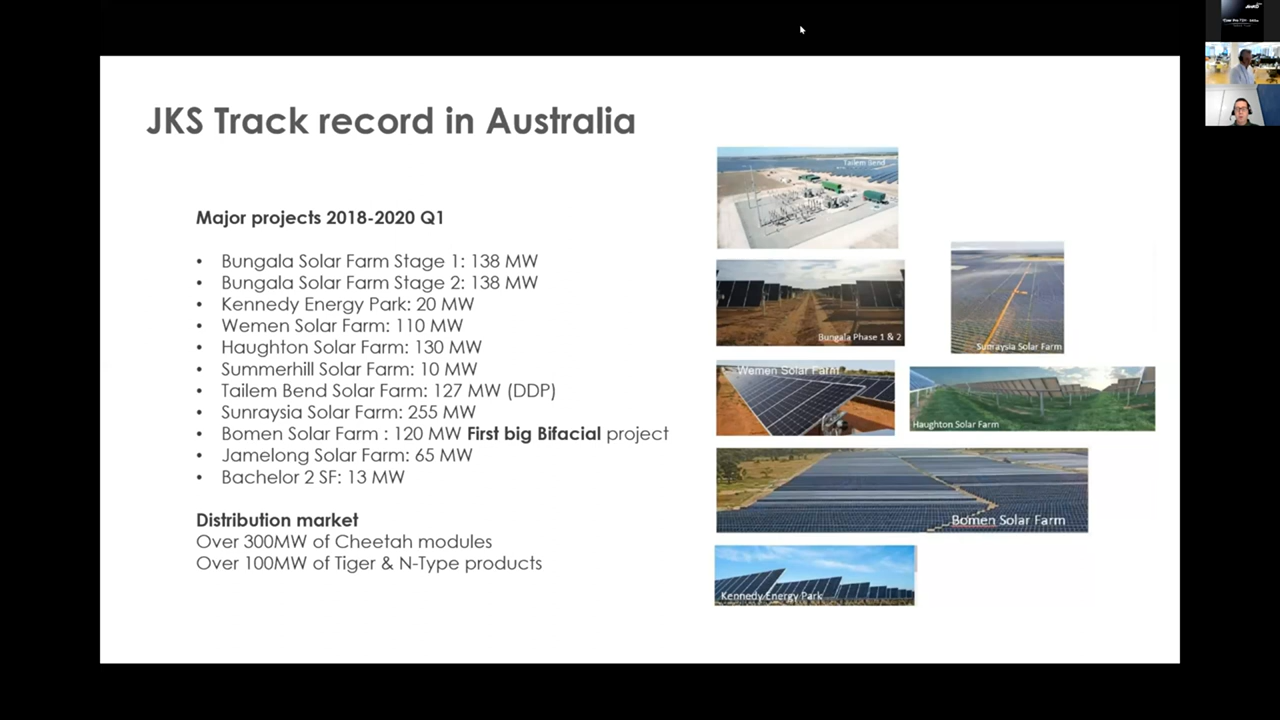 JKS Track record in Australia
Major projects 2018-2020 Q1
• Bungala Solar Farm Stage 1: 138 MW
• Bungala Solar Farm Stage 2: 138 MW
• Kennedy Energy Park: 20 MW
• Wemen Solar Farm: 110 MW
• Haughton Solar Farm: 130 MW
• Summerhill Solar Farm: 10 MW
• Tailem Bend Solar Farm: 127 MW (DDP)
• Sunraysia Solar Farm: 255 MW
• Bomen Solar Farm : 120 MW First big Bifacial project
• Jamelong Solar Farm: 65 MW
• Bachelor 2 SF: 13 MW
Distribution market
Over 300MW of Cheetah modules
Over 100MW of Tiger & N-Type products
Tailem Bend
Bungala Phase 1 & 2
Sunraysia Solar Farm
Wemen Solar Farm
Haughton Solar Farm
Bomen Solar Farm
Kennedy Energy Park